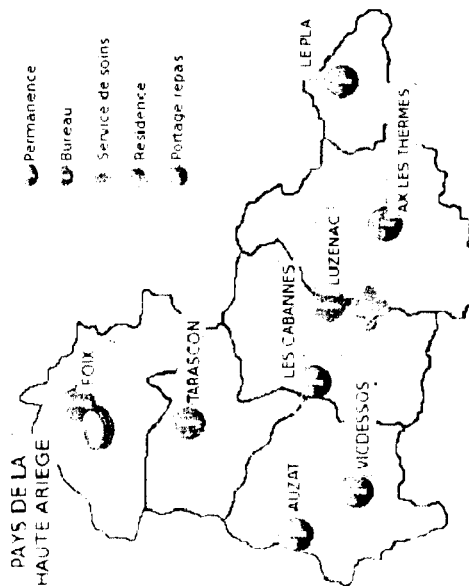 PAYS DE LA
HAUTE ARIEGE
Permanence
Bureau
Service de soins
Residence
Portage repas
FOIX
TARASCON
LES CABANNES
LUZENAC
AX LES THERMES
LE PLA
AUZAT
VICDESSOS